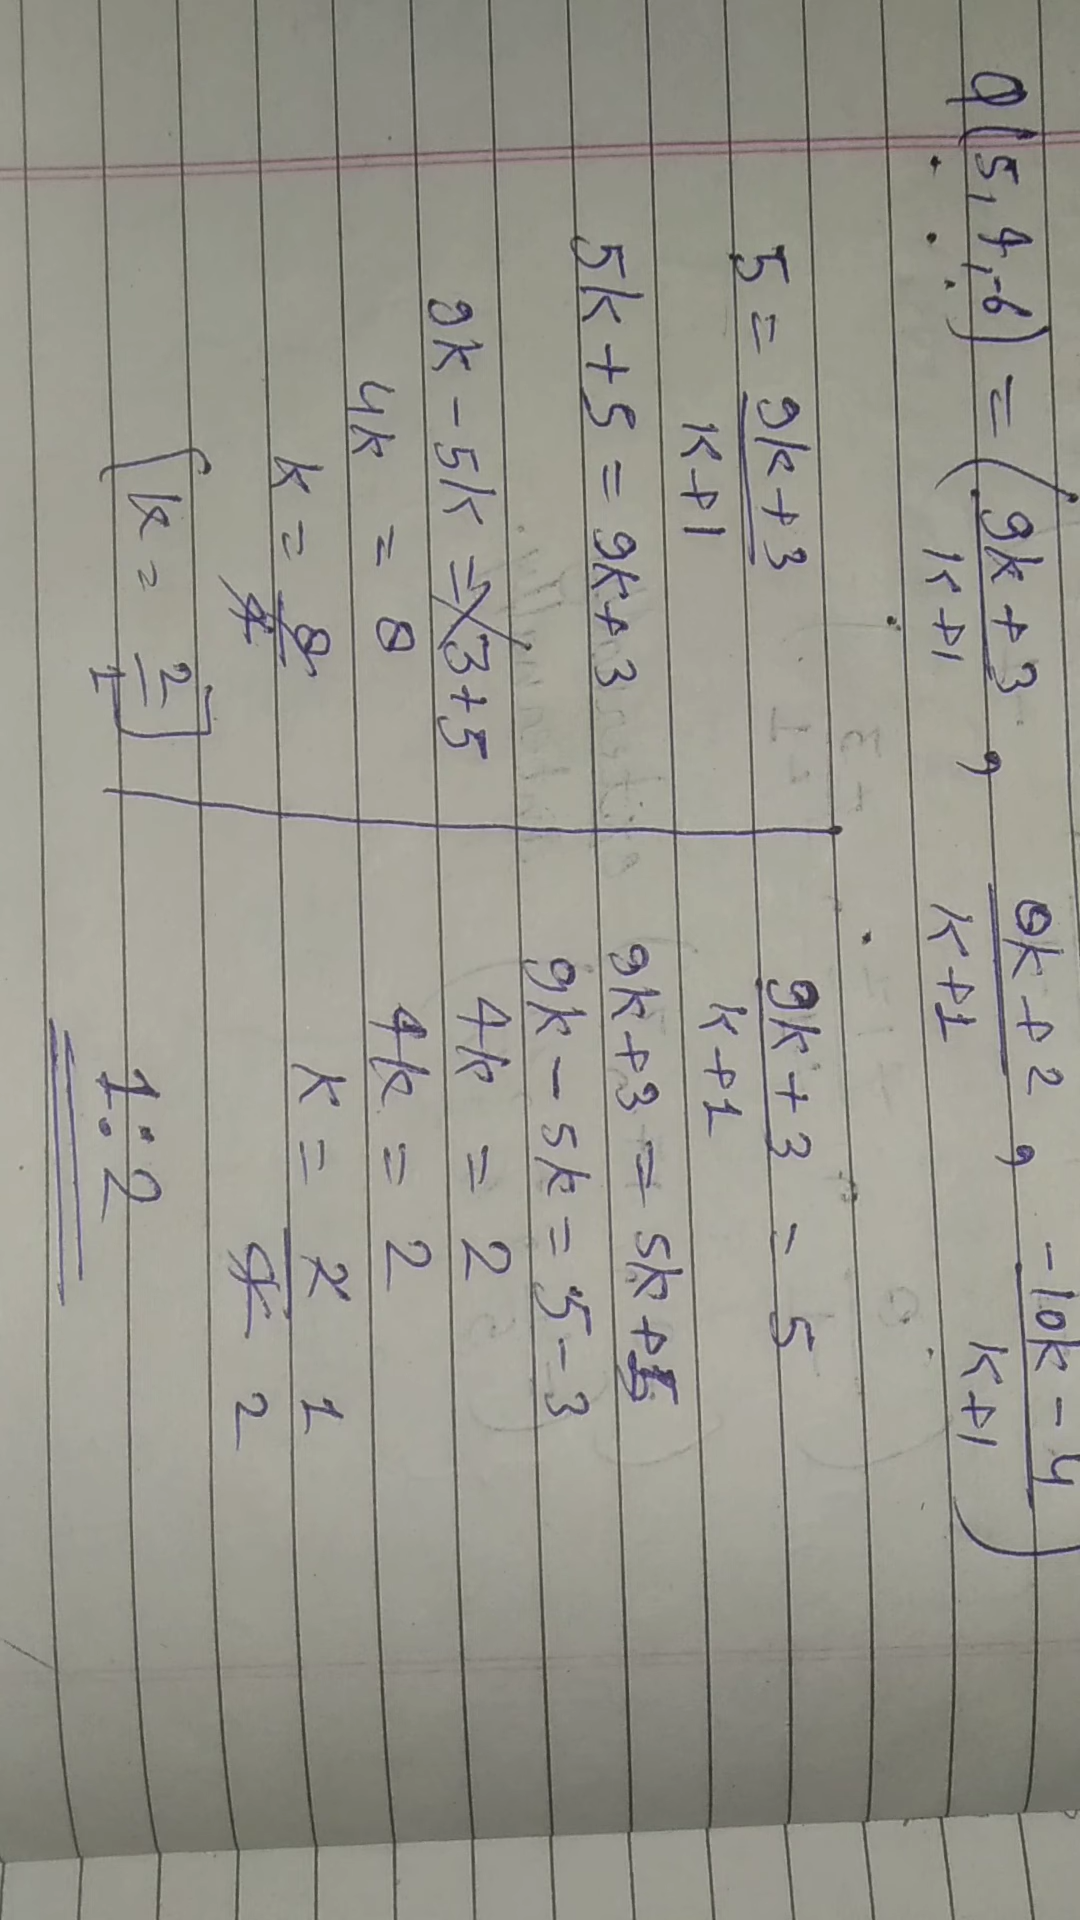 Q(5, 4, -6) = ( 9k+3 / k+1 , 8k+2 / k+1 , -10k-4 / k+1 )
5 = 9k+3 / k+1
5k+5 = 9k+3
9k-5k = 3+5
4k = 8
k = 8 / 4
k = 2 / 1
9k+3 / k+1 = 5
9k+3 = 5k+5
9k-5k = 5-3
4k = 2
4k = 2
k = 2 / 4 1 / 2
1:2